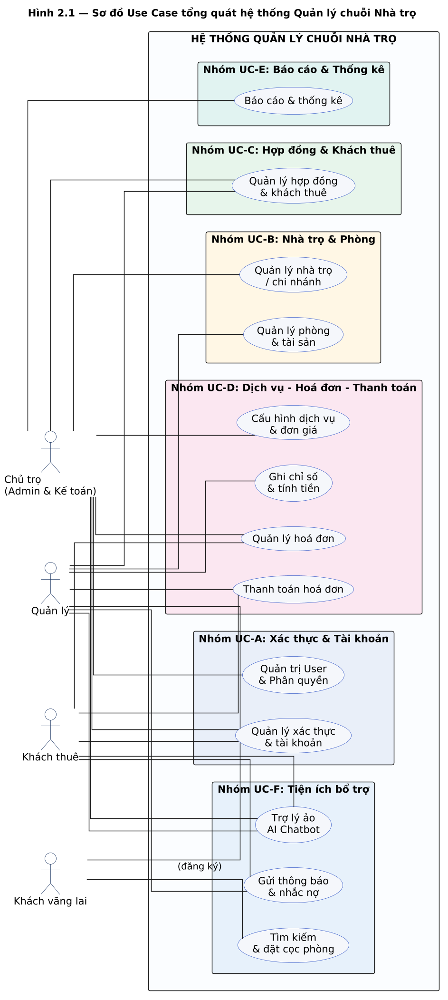 Hình 2.1 — Sơ đồ Use Case tổng quát hệ thống Quản lý chuỗi Nhà trọ
HỆ THỐNG QUẢN LÝ CHUỖI NHÀ TRỌ
Nhóm UC-E: Báo cáo & Thống kê
Báo cáo & thống kê
Nhóm UC-C: Hợp đồng & Khách thuê
Quản lý hợp đồng
& khách thuê
Nhóm UC-B: Nhà trọ & Phòng
Quản lý nhà trọ
/ chi nhánh
Quản lý phòng
& tài sản
Nhóm UC-D: Dịch vụ - Hoá đơn - Thanh toán
Cấu hình dịch vụ
& đơn giá
Chủ trọ
(Admin & Kế toán)
Ghi chỉ số
& tính tiền
Quản lý hoá đơn
Thanh toán hoá đơn
Quản lý
Nhóm UC-A: Xác thực & Tài khoản
Quản trị User
& Phân quyền
Quản lý xác thực
& tài khoản
Khách thuê
Nhóm UC-F: Tiện ích bổ trợ
Trợ lý ảo
AI Chatbot
(đăng ký)
Gửi thông báo
& nhắc nợ
Khách vãng lai
Tìm kiếm
& đặt cọc phòng